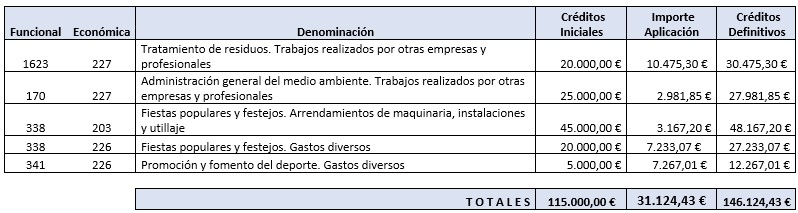 Funcional Económica Denominación Créditos Iniciales Importe Aplicación Créditos Definitivos
1623 227 Tratamiento de residuos. Trabajos realizados por otras empresas y
profesionales 20.000,00 € 10.475,30 € 30.475,30 €
170 227 Administración general del medio ambiente. Trabajos realizados por otras
empresas y profesionales 25.000,00 € 2.981,85 € 27.981,85 €
338 203 Fiestas populares y festejos. Arrendamientos de maquinaria, instalaciones
y utillaje 45.000,00 € 3.167,20 € 48.167,20 €
338 226 Fiestas populares y festejos. Gastos diversos 20.000,00 € 7.233,07 € 27.233,07 €
341 226 Promoción y fomento del deporte. Gastos diversos 5.000,00 € 7.267,01 € 12.267,01 €
T O T A L E S 115.000,00 € 31.124,43 € 146.124,43 €